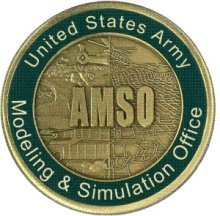 United States Army
AMSO
Modeling & Simulation Office